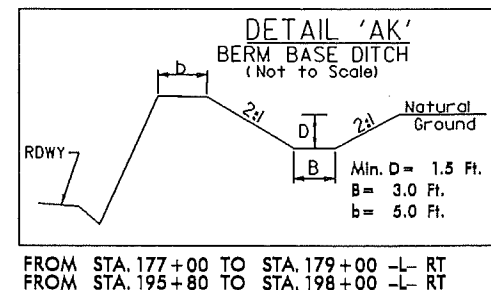 DETAIL 'AK'
BERM BASE DITCH
(Not to Scale)
b
2:1
D
2:1
Natural
Ground
RDWY
B
Min. D = 1.5 Ft.
B = 3.0 Ft.
b = 5.0 Ft.
FROM STA. 177+00 TO STA. 179+00 -L- RT
FROM STA. 195+80 TO STA. 198+00 -L- RT